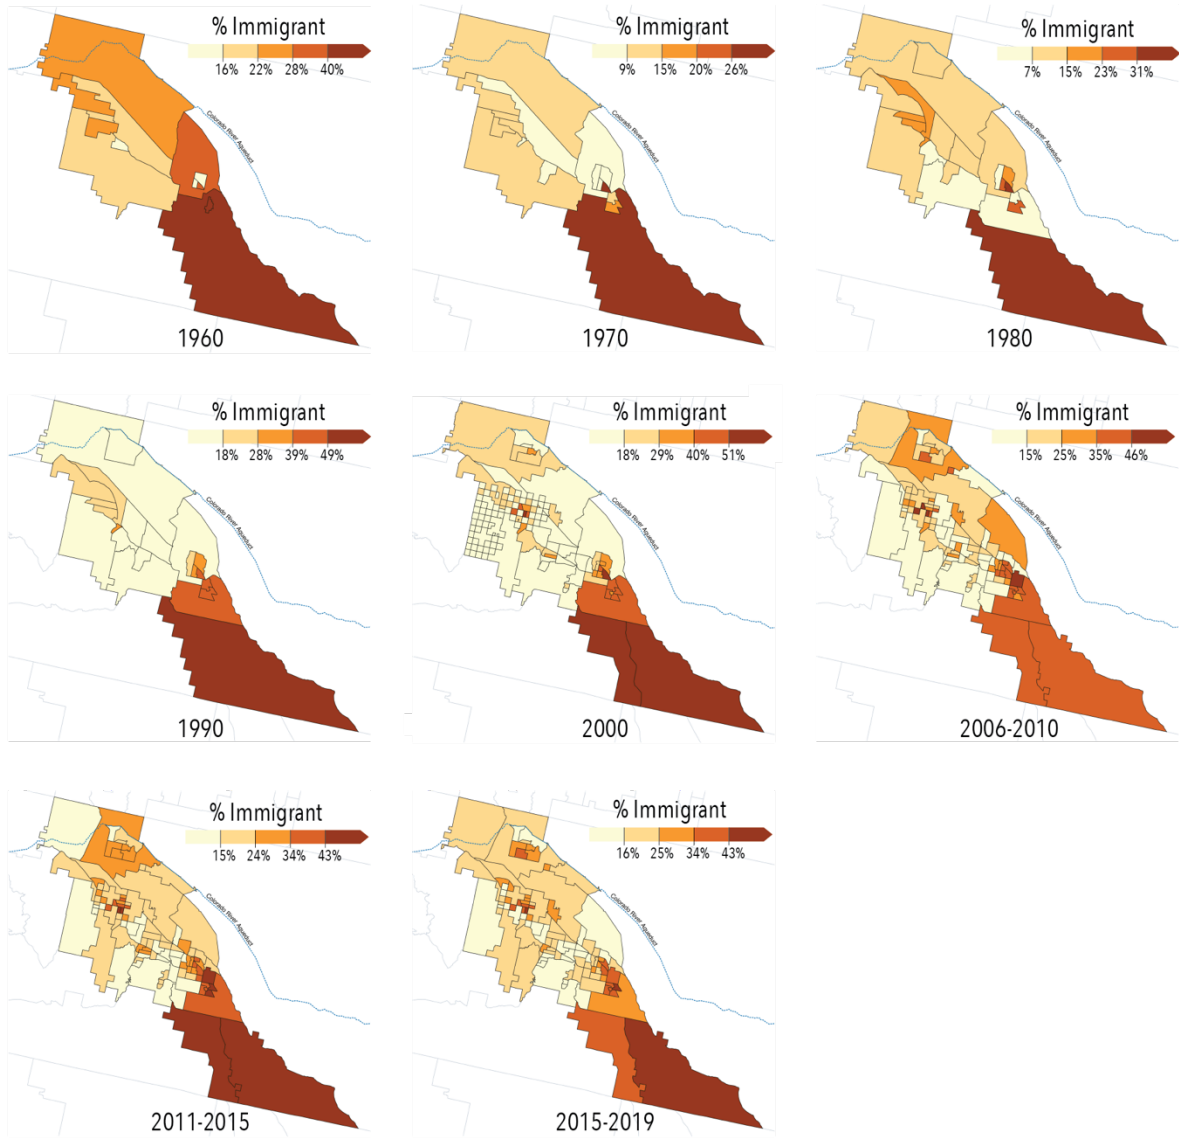 % Immigrant
16% 22% 28% 40%
Colorado River Aqueduct
1960
% Immigrant
9% 15% 20% 26%
Colorado River Aqueduct
1970
% Immigrant
7% 15% 23% 31%
Colorado River Aqueduct
1980
% Immigrant
18% 28% 39% 49%
Colorado River Aqueduct
1990
% Immigrant
18% 29% 40% 51%
Colorado River Aqueduct
2000
% Immigrant
15% 25% 35% 46%
Colorado River Aqueduct
2006-2010
% Immigrant
15% 24% 34% 43%
Colorado River Aqueduct
2011-2015
% Immigrant
16% 25% 34% 43%
Colorado River Aqueduct
2015-2019